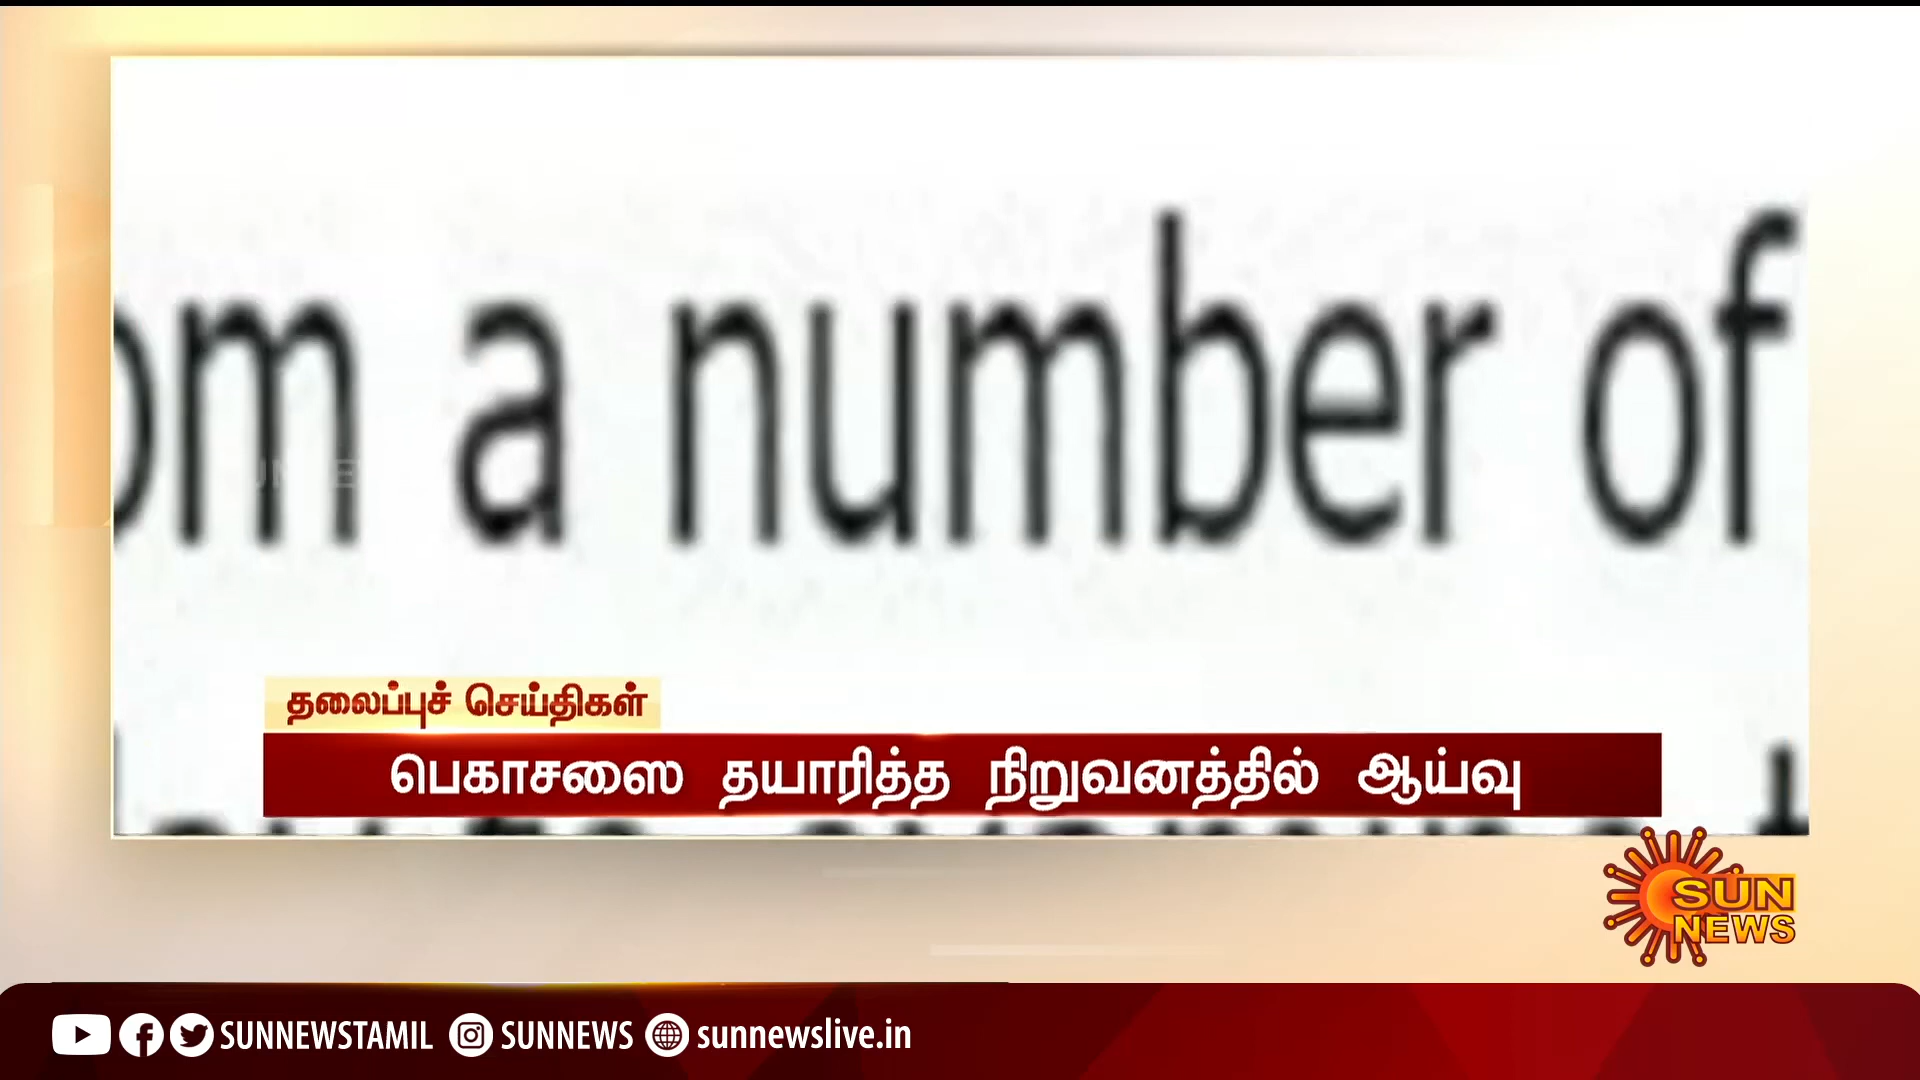 om a number of
தலைப்புச் செய்திகள்
பெகாசஸை தயாரித்த நிறுவனத்தில் ஆய்வு
SUN
NEWS
SUNNEWSTAMIL SUNNEWS sunnewslive.in